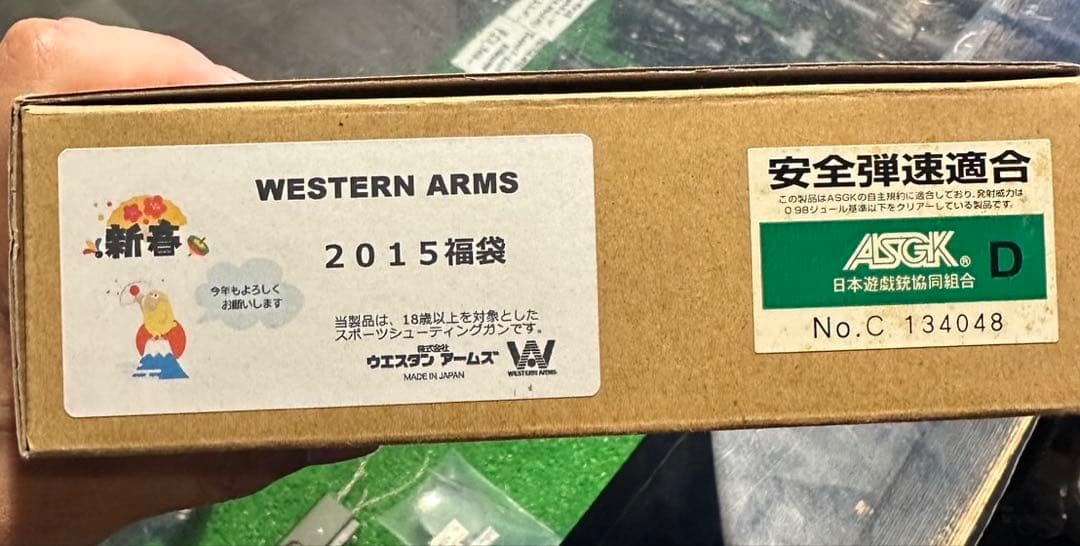 WESTERN ARMS
新春
2015福袋
今年もよろしく
お願いします
当製品は、18歳以上を対象とした
スポーツシューティングガンです。
株式会社
ウエスタン アームズ
MADE IN JAPAN
WESTERN ARMS
安全弾速適合
この製品はASGKの自主規約に適合しており、発射威力は
0.98ジュール基準以下をクリアーしている製品です。
ASGK® D
日本遊戯銃協同組合
No.C 134048